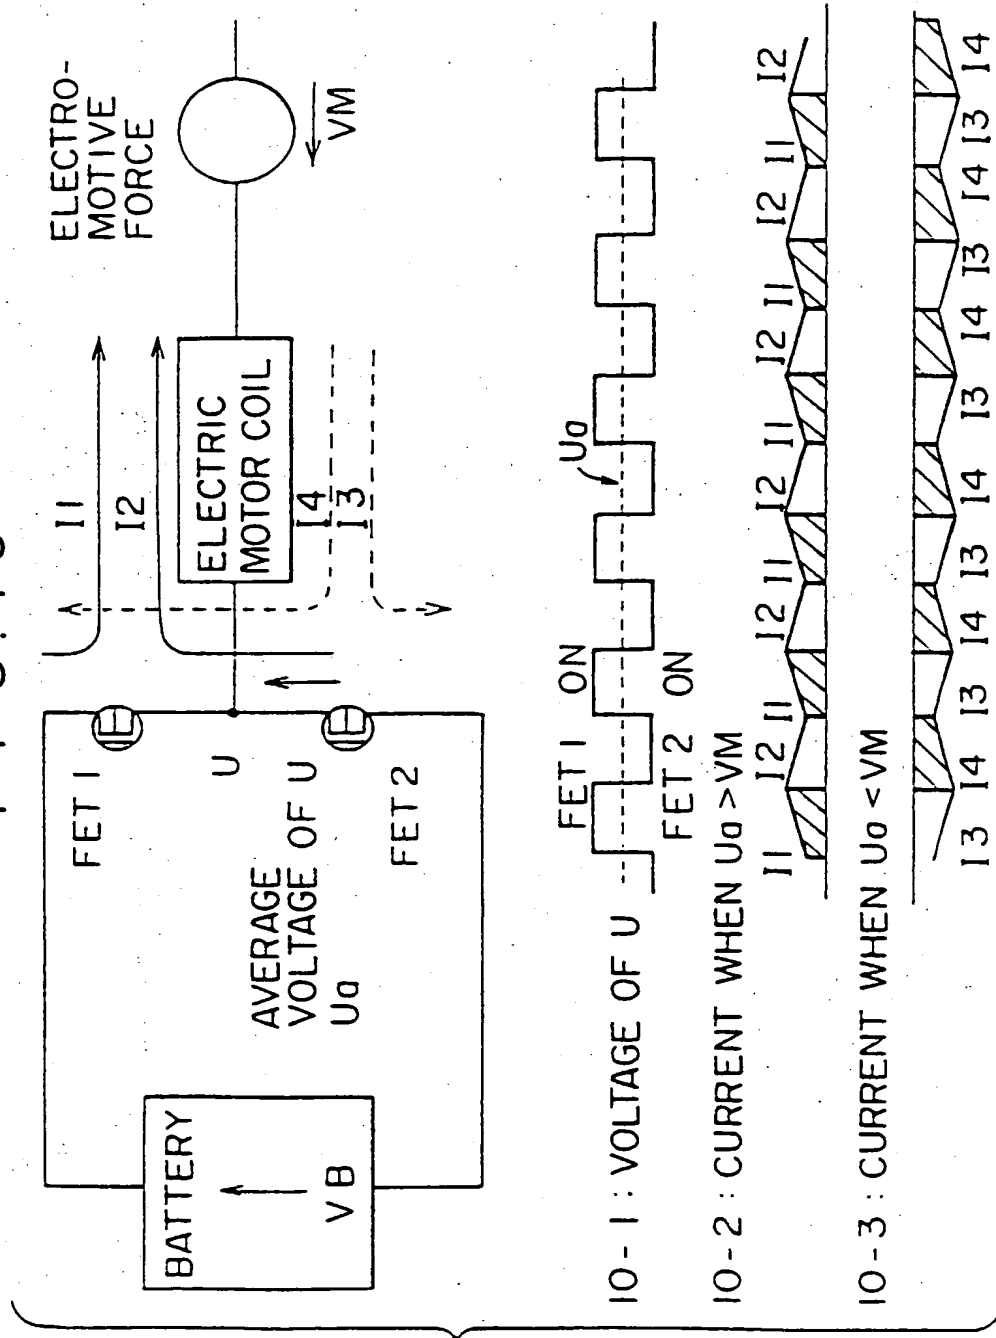 BATTERY
VB
FET 1
U
AVERAGE
VOLTAGE OF U
Ua
FET 2
I1
I2
ELECTRIC
MOTOR COIL
I4
I3
ELECTRO-
MOTIVE
FORCE
VM
10-1 : VOLTAGE OF U
FET 1 ON
FET 2 ON
Ua
10-2 : CURRENT WHEN Ua > VM
I1 I2 I1 I2 I1 I2 I1 I2 I1 I2 I1 I2
10-3 : CURRENT WHEN Ua < VM
I3 I4 I3 I4 I3 I4 I3 I4 I3 I4 I3 I4